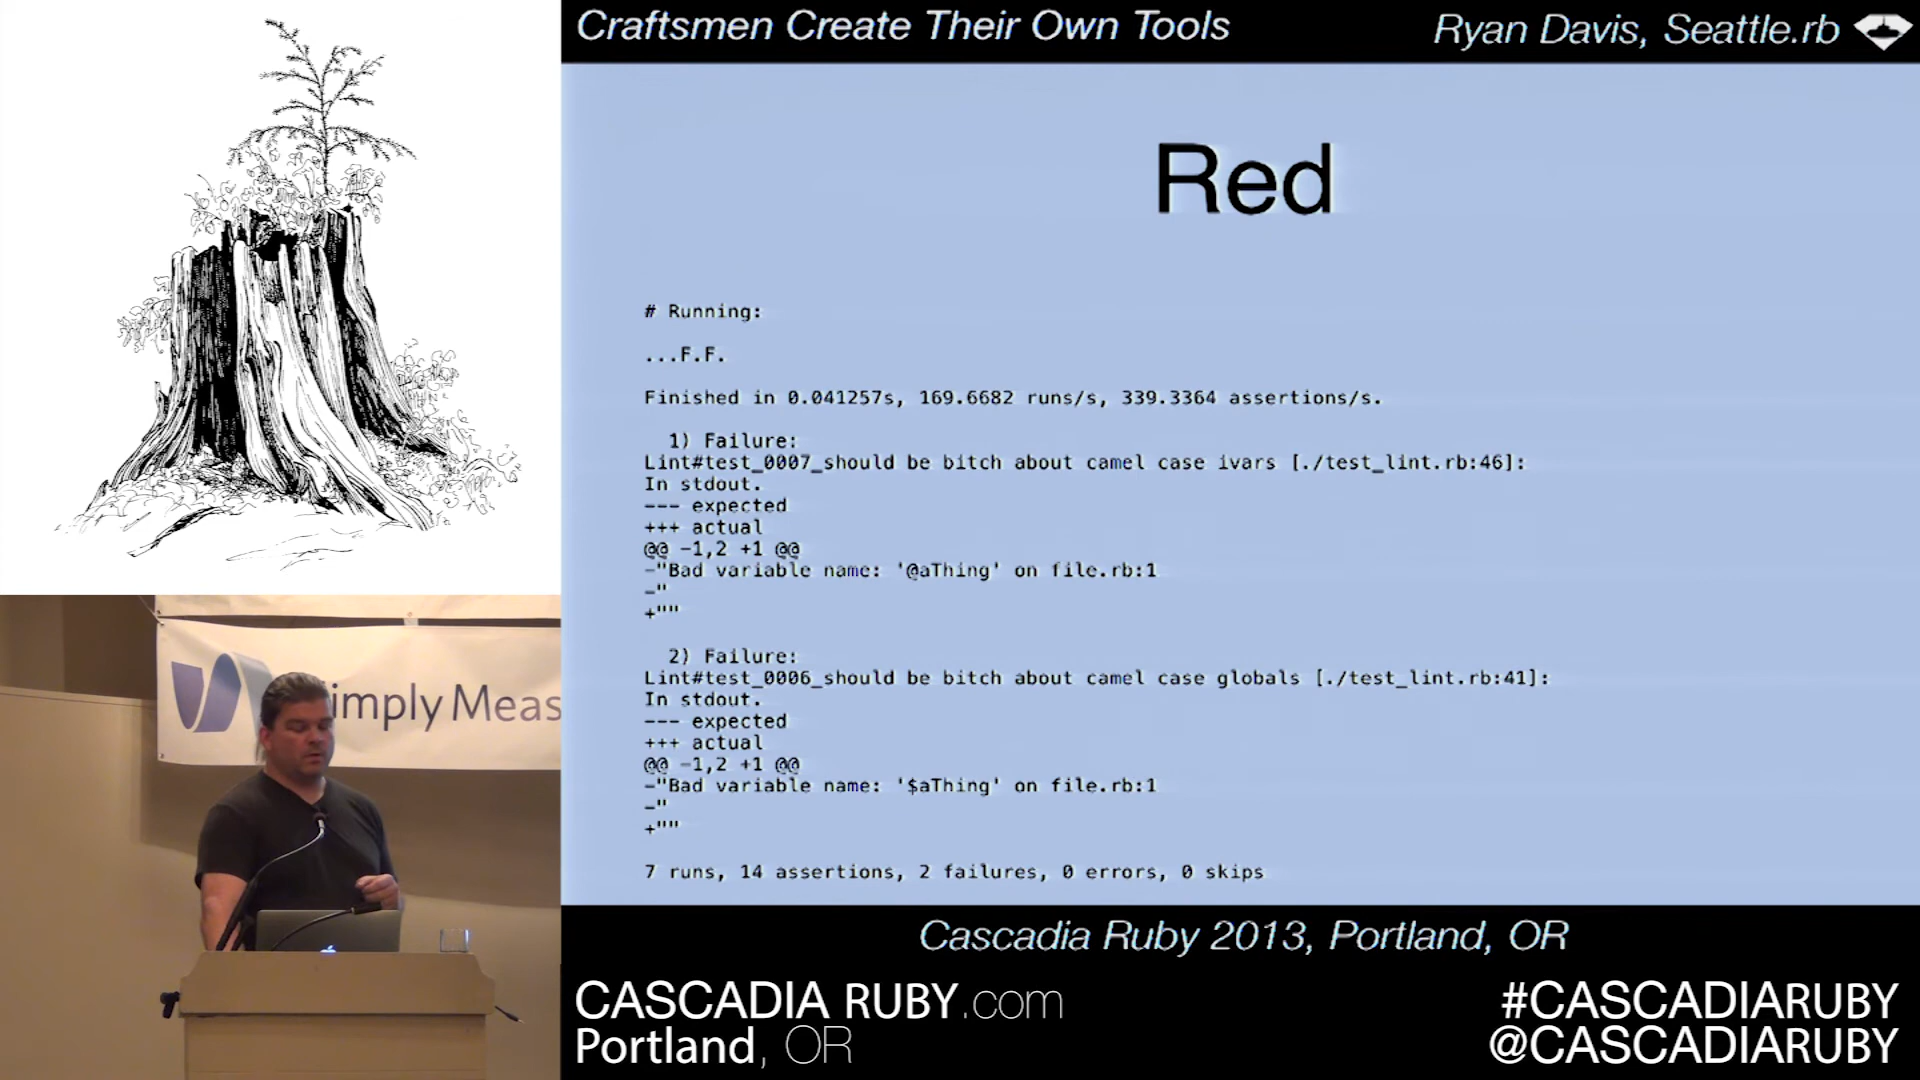 Craftsmen Create Their Own Tools
Ryan Davis, Seattle.rb
Red
# Running:
...F.F.
Finished in 0.041257s, 169.6682 runs/s, 339.3364 assertions/s.
1) Failure:
Lint#test_0007_should be bitch about camel case ivars [./test_lint.rb:46]:
In stdout.
--- expected
+++ actual
@@ -1,2 +1 @@
-"Bad variable name: '@aThing' on file.rb:1
-"
+""
2) Failure:
Lint#test_0006_should be bitch about camel case globals [./test_lint.rb:41]:
In stdout.
--- expected
+++ actual
@@ -1,2 +1 @@
-"Bad variable name: '$aThing' on file.rb:1
-"
+""
7 runs, 14 assertions, 2 failures, 0 errors, 0 skips
Cascadia Ruby 2013, Portland, OR
imply Meas
CASCADIA RUBY.com
Portland, OR
#CASCADIARUBY
@CASCADIARUBY